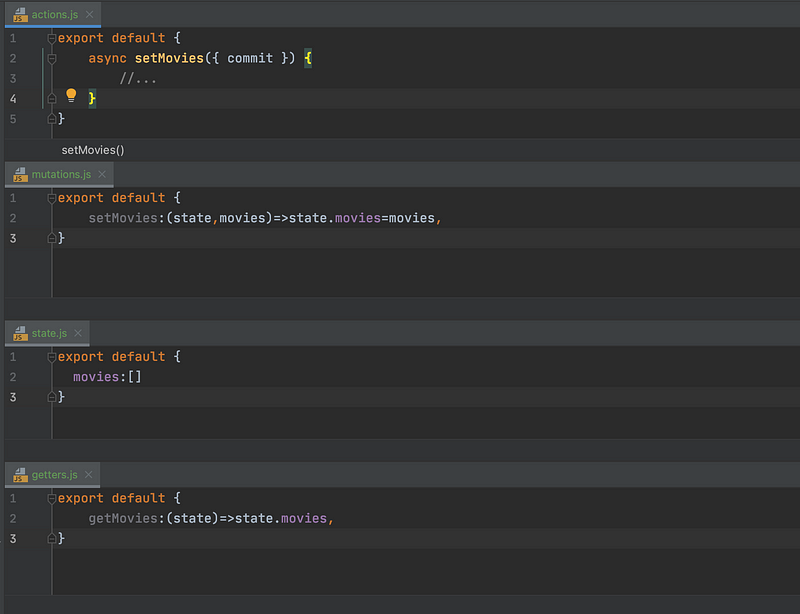 actions.js
1 export default {
2 async setMovies({ commit }) {
3 //...
4 }
5 }
setMovies()
mutations.js
1 export default {
2 setMovies:(state,movies)=>state.movies=movies,
3 }
state.js
1 export default {
2 movies:[]
3 }
getters.js
1 export default {
2 getMovies:(state)=>state.movies,
3 }